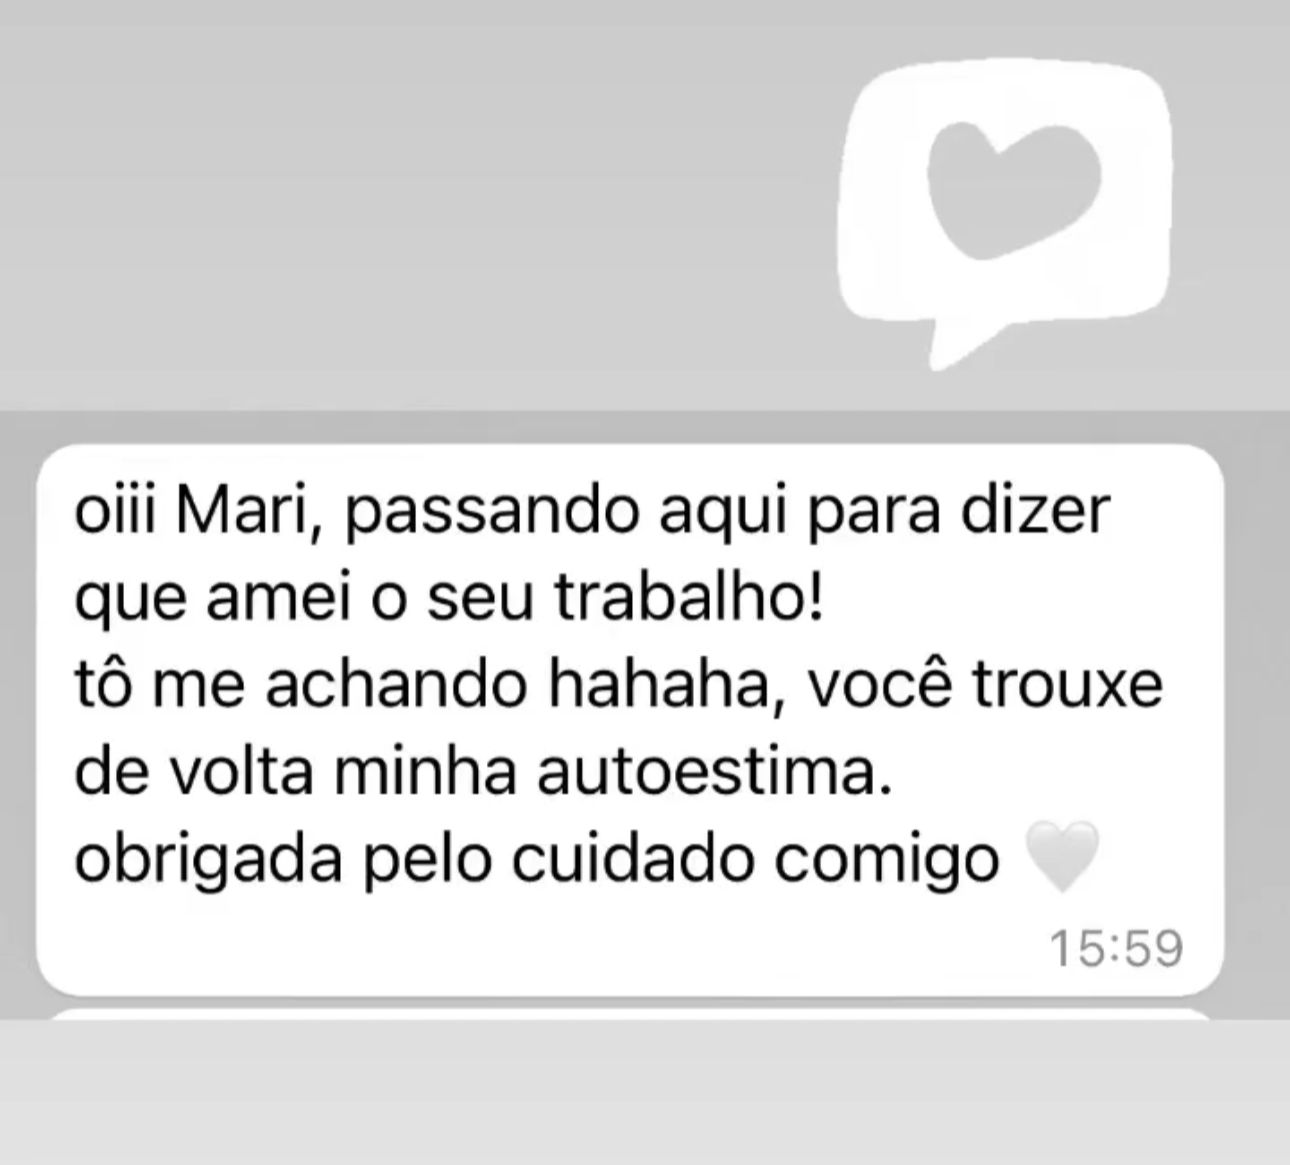 oiii Mari, passando aqui para dizer
que amei o seu trabalho!
tô me achando hahaha, você trouxe
de volta minha autoestima.
obrigada pelo cuidado comigo 🤍
15:59